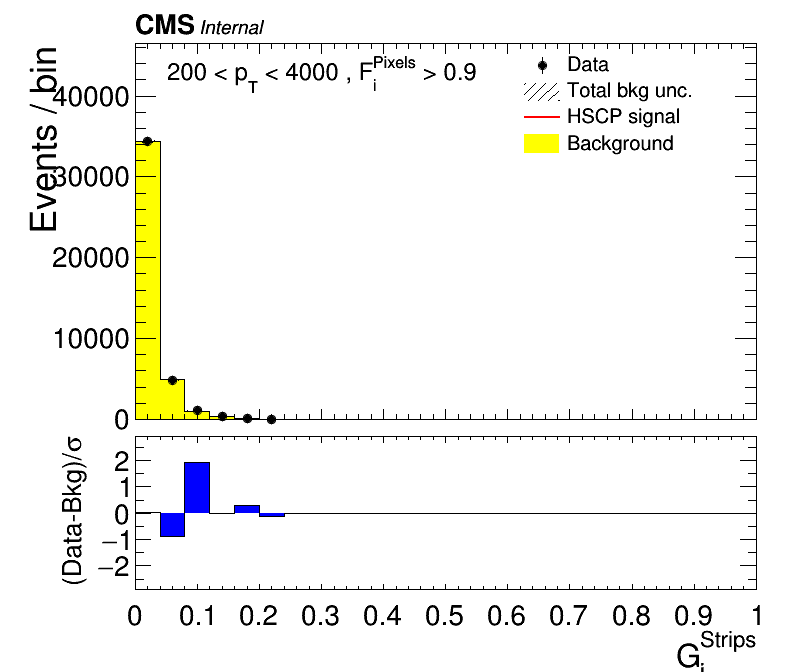 CMS Internal
200 < p_T < 4000 , F_i^Pixels > 0.9
Data
Total bkg unc.
HSCP signal
Background
Events / bin
40000
30000
20000
10000
0
(Data-Bkg)/σ
2
1
0
−1
−2
0 0.1 0.2 0.3 0.4 0.5 0.6 0.7 0.8 0.9 1
G_i^Strips